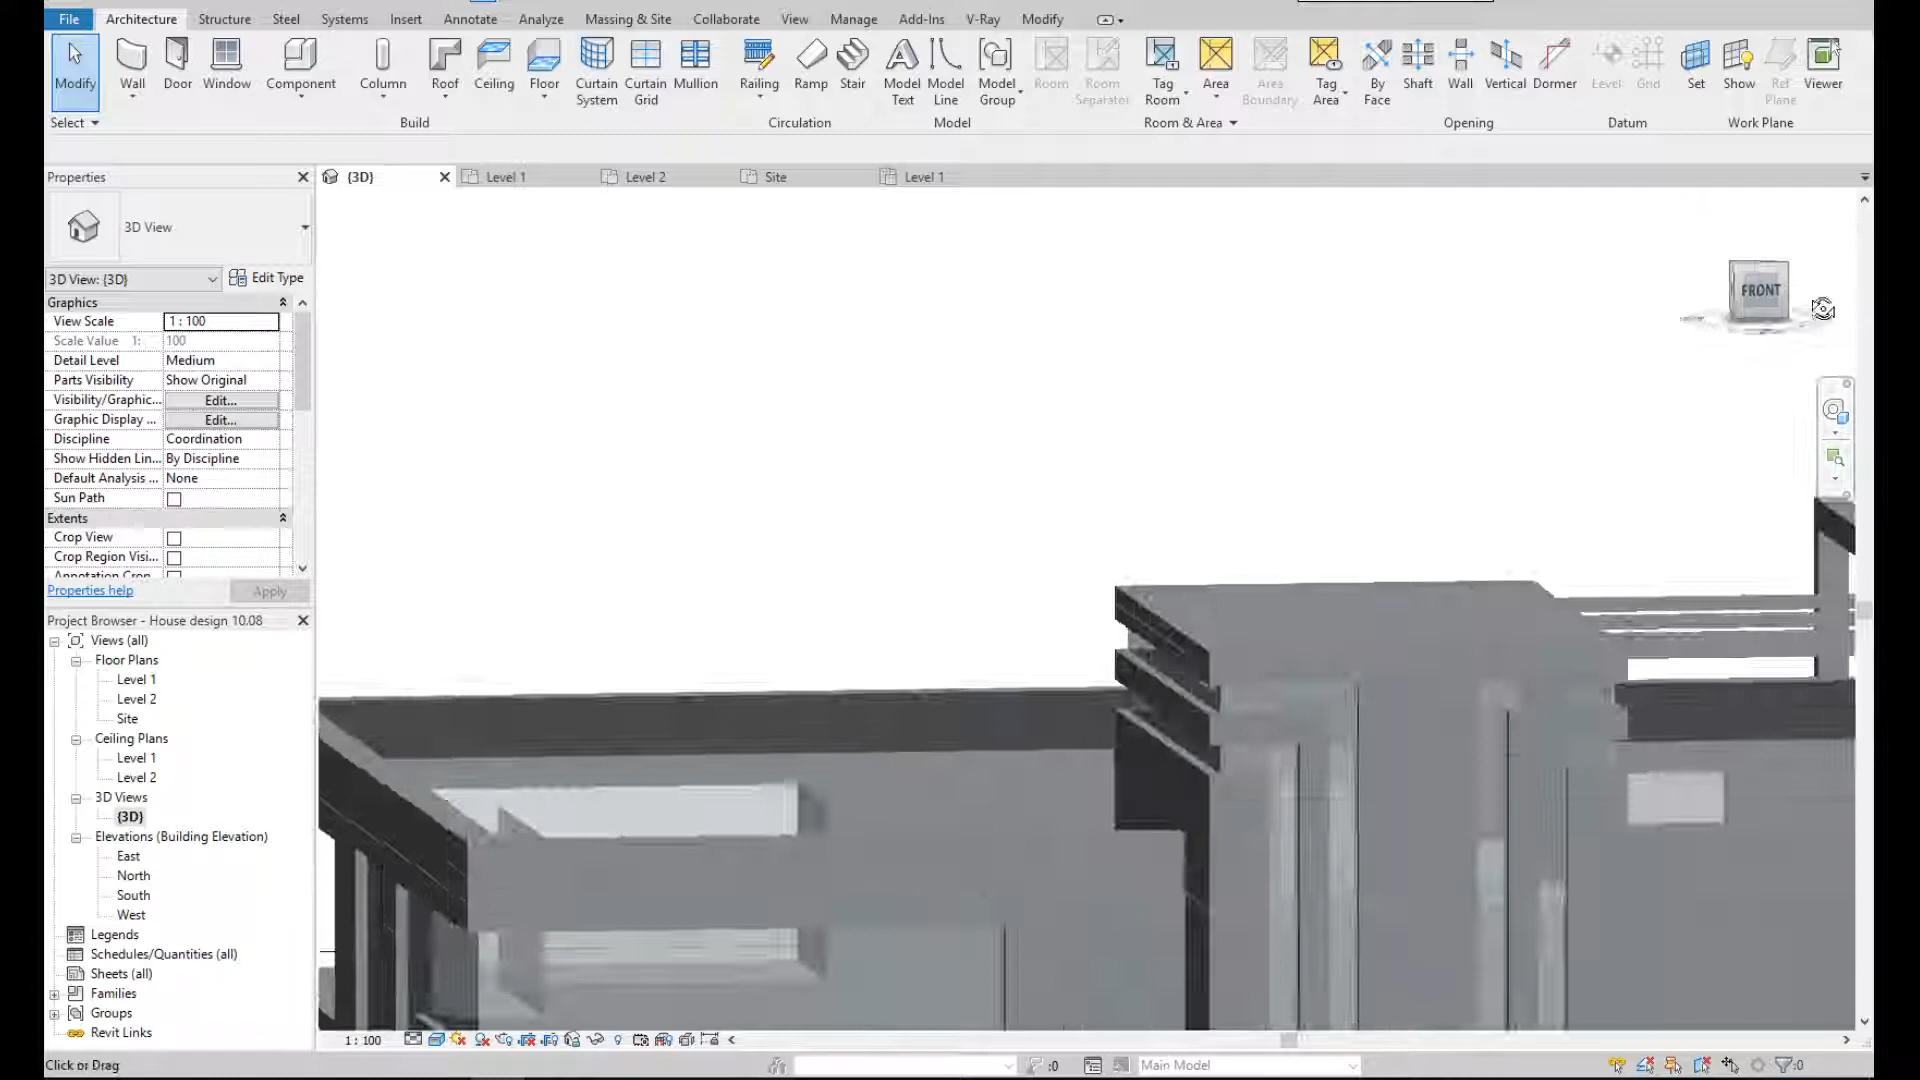 File Architecture Structure Steel Systems Insert Annotate Analyze Massing & Site Collaborate View Manage Add-Ins V-Ray Modify
Modify Wall Door Window Component Column Roof Ceiling Floor Curtain System Curtain Grid Mullion Railing Ramp Stair Model Text Model Line Model Group Room Room Separator Tag Room Area Area Boundary Tag Area By Face Shaft Wall Vertical Dormer Level Grid Set Show Ref Plane Viewer
Select Build Circulation Model Room & Area Opening Datum Work Plane
Properties
{3D} Level 1 Level 2 Site Level 1
3D View
3D View: {3D} Edit Type
Graphics
View Scale 1 : 100
Scale Value 1: 100
Detail Level Medium
Parts Visibility Show Original
Visibility/Graphic... Edit...
Graphic Display ... Edit...
Discipline Coordination
Show Hidden Lin... By Discipline
Default Analysis ... None
Sun Path
Extents
Crop View
Crop Region Visi...
Annotation Crop
Properties help Apply
Project Browser - House design 10.08
Views (all)
Floor Plans
Level 1
Level 2
Site
Ceiling Plans
Level 1
Level 2
3D Views
{3D}
Elevations (Building Elevation)
East
North
South
West
Legends
Schedules/Quantities (all)
Sheets (all)
Families
Groups
Revit Links
FRONT
1 : 100
Click or Drag :0 Main Model :0